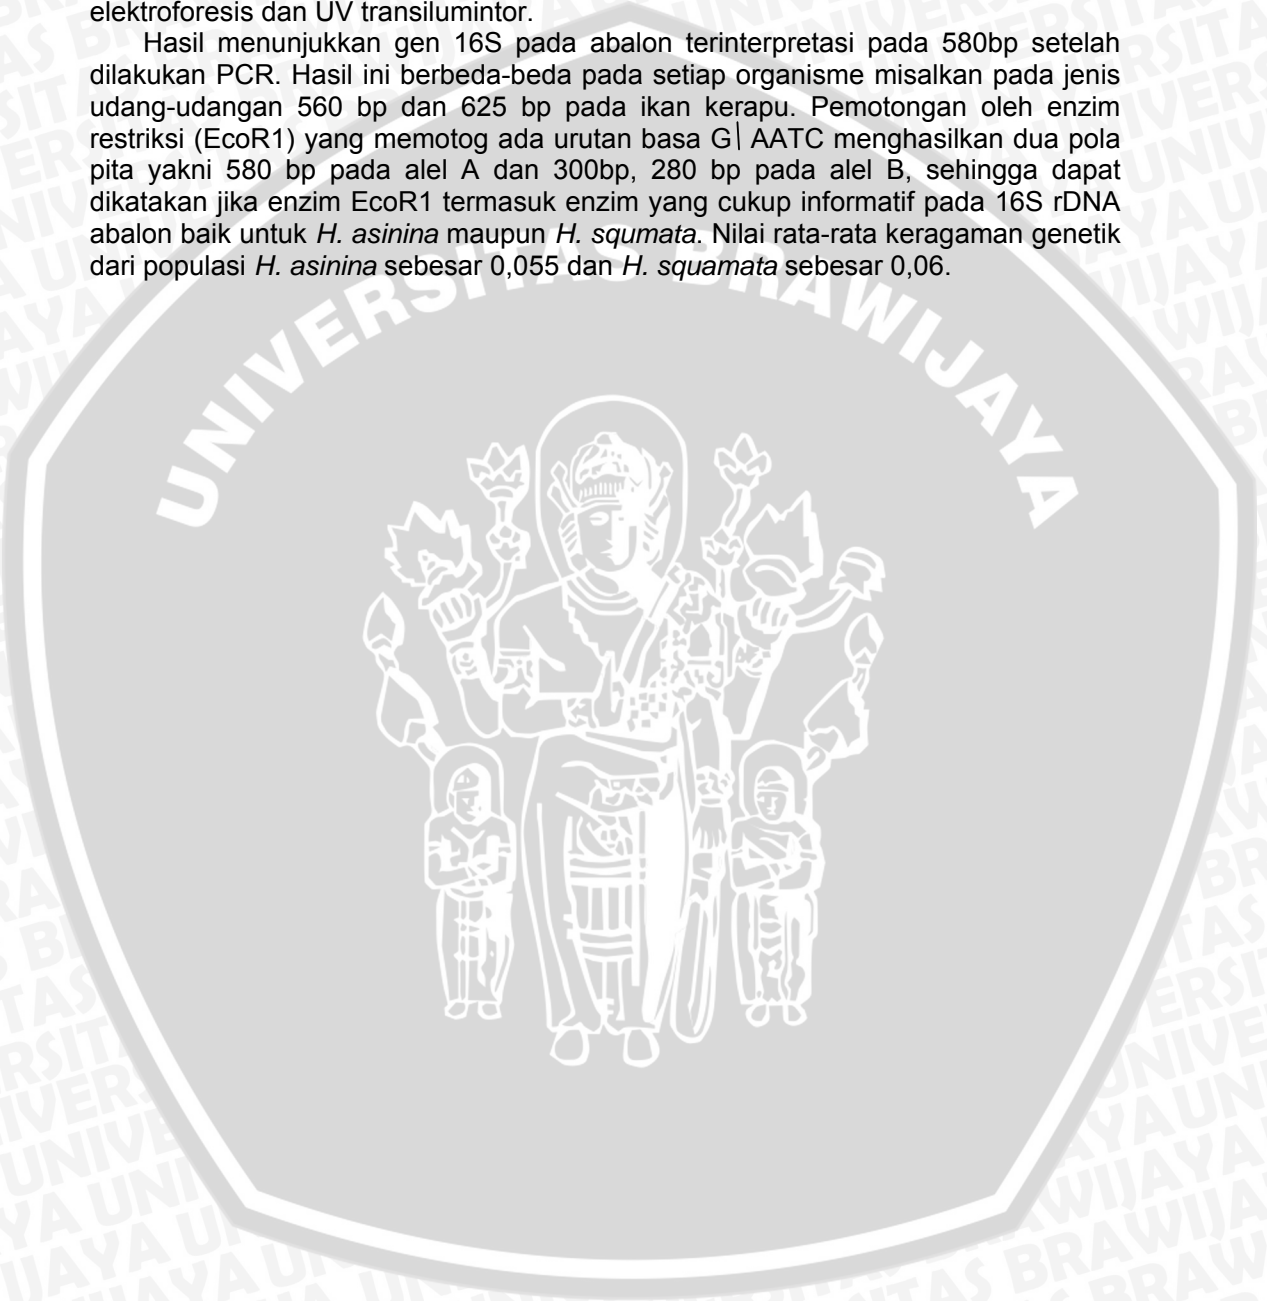 elektroforesis dan UV transilumintor.
Hasil menunjukkan gen 16S pada abalon terinterpretasi pada 580bp setelah
dilakukan PCR. Hasil ini berbeda-beda pada setiap organisme misalkan pada jenis
udang-udangan 560 bp dan 625 bp pada ikan kerapu. Pemotongan oleh enzim
restriksi (EcoR1) yang memotog ada urutan basa G| AATC menghasilkan dua pola
pita yakni 580 bp pada alel A dan 300bp, 280 bp pada alel B, sehingga dapat
dikatakan jika enzim EcoR1 termasuk enzim yang cukup informatif pada 16S rDNA
abalon baik untuk H. asinina maupun H. squmata. Nilai rata-rata keragaman genetik
dari populasi H. asinina sebesar 0,055 dan H. squamata sebesar 0,06.
UNIVERSITAS BRAWIJAYA